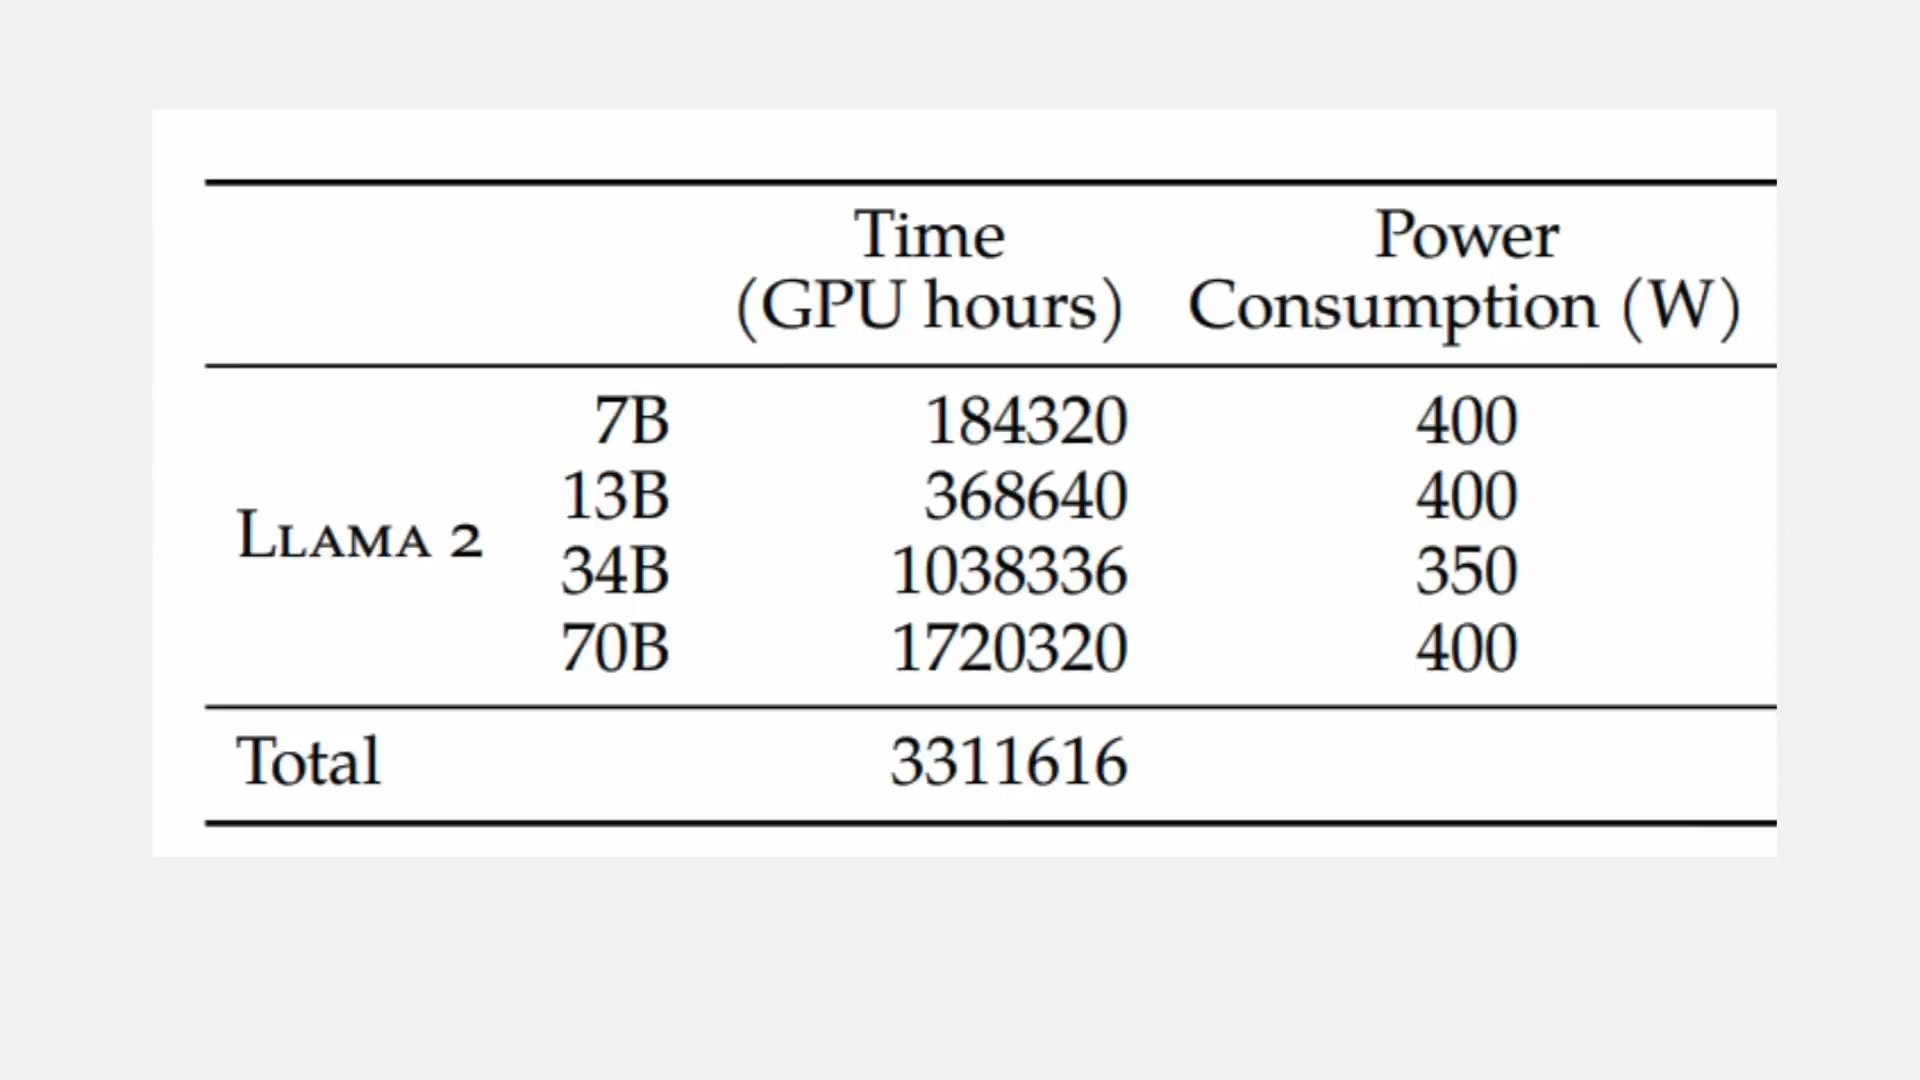 Time Power
(GPU hours) Consumption (W)
7B 184320 400
13B 368640 400
LLAMA 2
34B 1038336 350
70B 1720320 400
Total 3311616